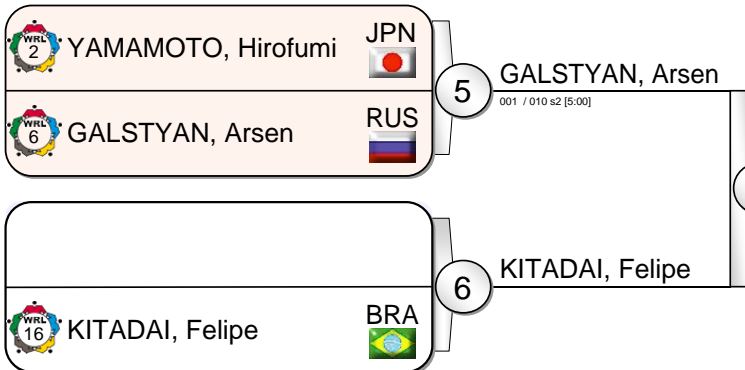 WRL
2
YAMAMOTO, Hirofumi
JPN
WRL
6
GALSTYAN, Arsen
RUS
5
GALSTYAN, Arsen
001 / 010 s2 [5:00]
6
KITADAI, Felipe
WRL
16
KITADAI, Felipe
BRA